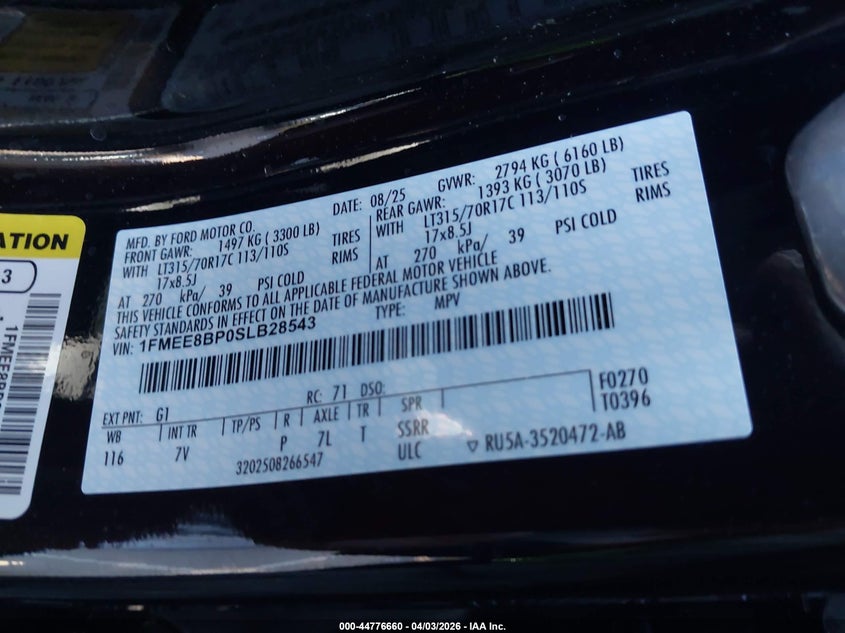 MFD. BY FORD MOTOR CO.
DATE: 08/25
GVWR: 2794 KG ( 6160 LB)
FRONT GAWR: 1497 KG ( 3300 LB)
REAR GAWR: 1393 KG ( 3070 LB)
WITH LT315/70R17C 113/110S TIRES
WITH LT315/70R17C 113/110S TIRES
17x8.5J RIMS
17x8.5J RIMS
AT 270 kPa/ 39 PSI COLD
AT 270 kPa/ 39 PSI COLD
THIS VEHICLE CONFORMS TO ALL APPLICABLE FEDERAL MOTOR VEHICLE
SAFETY STANDARDS IN EFFECT ON THE DATE OF MANUFACTURE SHOWN ABOVE.
VIN: 1FMEE8BP0SLB28543
TYPE: MPV
EXT PNT: G1 RC: 71 DSO:
F0270
T0396
WB INT TR TP/PS R AXLE TR SPR
116 7V P 7L T SSRR
ULC
3202508266547
RU5A-3520472-AB
ATION
3
000-44776660 04/03/2026 - IAA Inc.